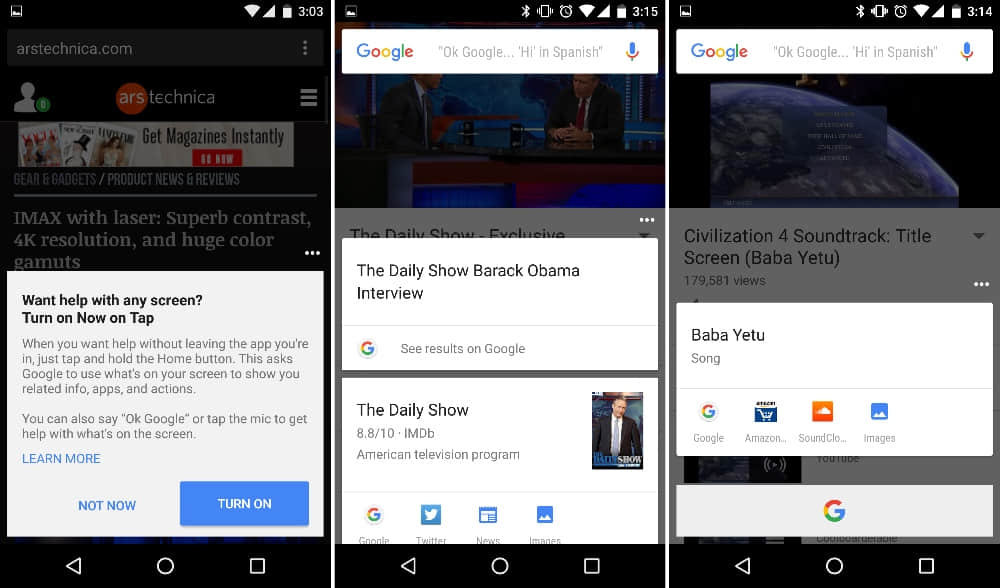 3:03
arstechnica.com
0
ars technica
Get Magazines Instantly
GO NOW
GEAR & GADGETS / PRODUCT NEWS & REVIEWS
IMAX with laser: Superb contrast,
4K resolution, and huge color
gamuts
Want help with any screen?
Turn on Now on Tap
When you want help without leaving the app you're
in, just tap and hold the Home button. This asks
Google to use what's on your screen to show you
related info, apps, and actions.
You can also say "Ok Google" or tap the mic to get
help with what's on the screen.
LEARN MORE
NOT NOW
TURN ON
3:15
Google
"Ok Google... 'Hi' in Spanish"
The Daily Show - Exclusive
The Daily Show Barack Obama
Interview
See results on Google
The Daily Show
8.8/10 · IMDb
American television program
Google
Twitter
News
Images
3:14
Google
"Ok Google... 'Hi' in Spanish"
Civilization 4 Soundtrack: Title
Screen (Baba Yetu)
179,581 views
Baba Yetu
Song
Google
Amazon...
SoundClo...
Images
YouTube